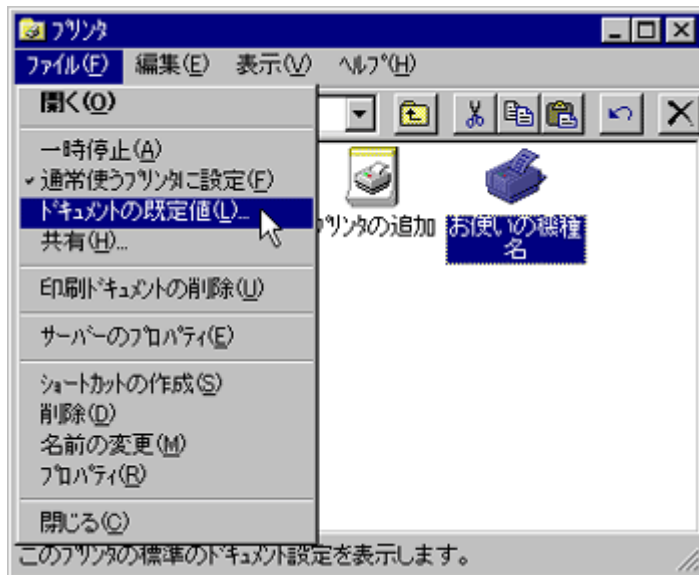 プリンタ
ファイル(F) 編集(E) 表示(V) ヘルプ(H)
開く(O)
一時停止(A)
通常使うプリンタに設定(F)
ドキュメントの既定値(L)...
共有(H)...
印刷ドキュメントの削除(U)
サーバーのプロパティ(E)
ショートカットの作成(S)
削除(D)
名前の変更(M)
プロパティ(R)
閉じる(C)
プリンタの追加
お使いの機種
名
このプリンタの標準のドキュメント設定を表示します。